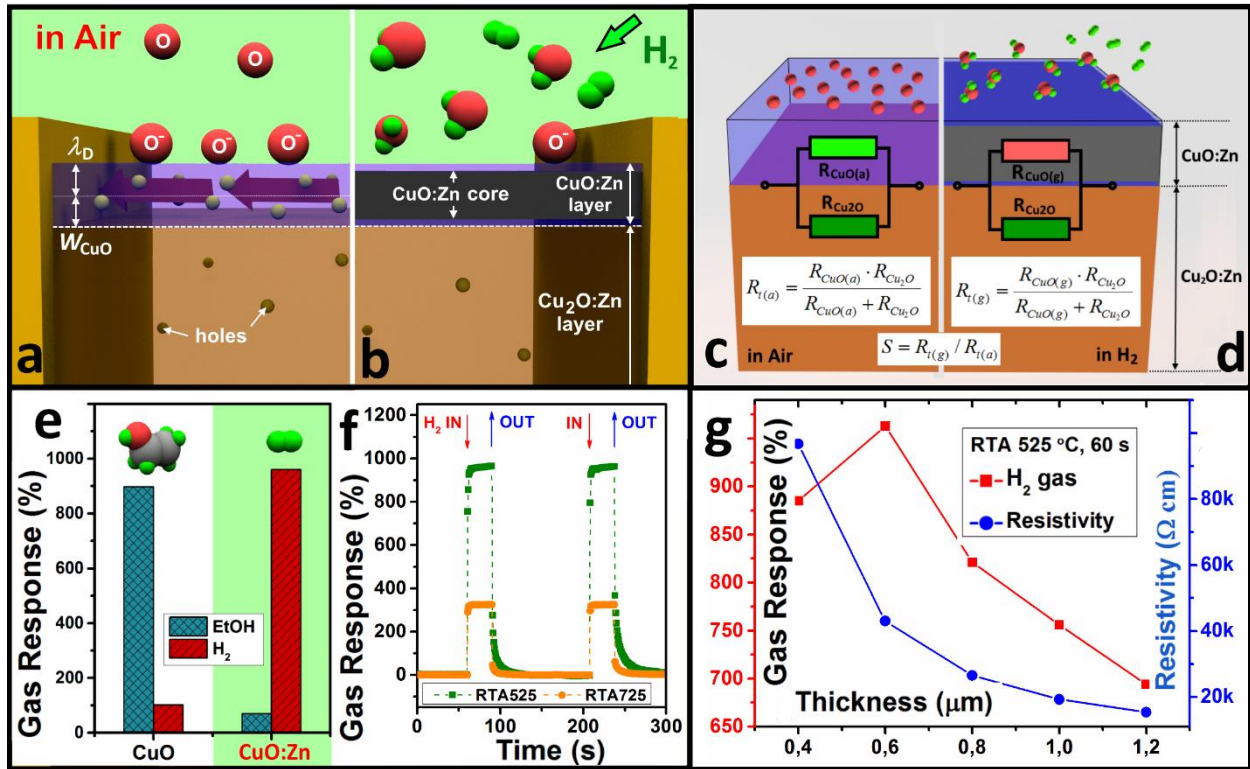 in Air
O
O
O⁻
O⁻
O⁻
λD
WCuO
holes
a
H₂
O⁻
CuO:Zn core
CuO:Zn
layer
Cu₂O:Zn
layer
b
RCuO(a)
RCu2O
Rt(a) = RCuO(a) · RCu₂O / RCuO(a) + RCu₂O
c
in Air
S = Rt(g) / Rt(a)
RCuO(g)
RCu2O
Rt(g) = RCuO(g) · RCu₂O / RCuO(g) + RCu₂O
in H₂
d
CuO:Zn
Cu₂O:Zn
e
Gas Response (%)
1000
800
600
400
200
0
EtOH
H₂
CuO
CuO:Zn
f
Gas Response (%)
1200
1000
800
600
400
200
0
H₂ IN
OUT
IN
OUT
RTA525
RTA725
0
100
200
300
Time (s)
g
Gas Response (%)
900
850
800
750
700
650
RTA 525 °C, 60 s
H₂ gas
Resistivity
80k
60k
40k
20k
Resistivity (Ω cm)
Thickness (μm)
0,4
0,6
0,8
1,0
1,2